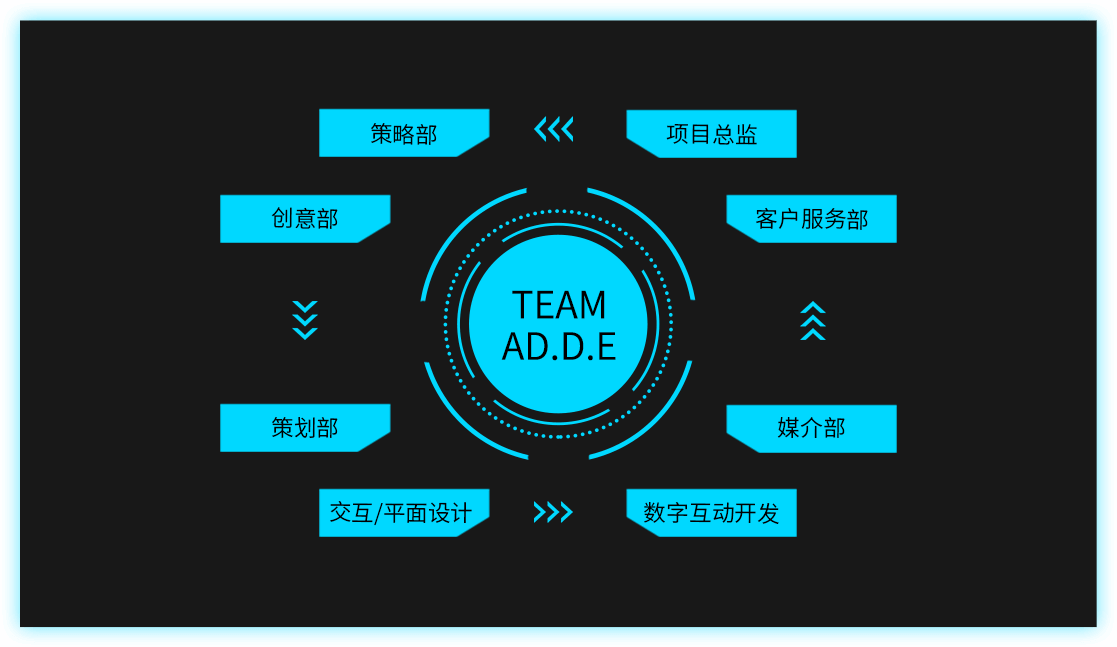 策略部
项目总监
创意部
客户服务部
TEAM
AD.D.E
策划部
媒介部
交互/平面设计
数字互动开发